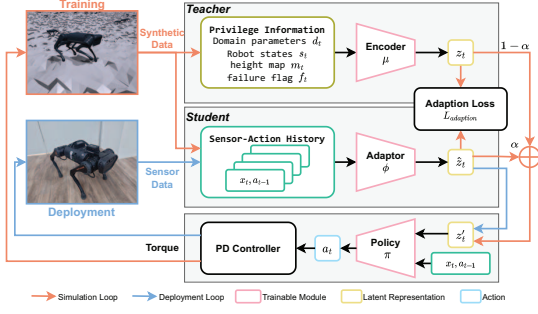 Training
Teacher
Privilege Information
Domain parameters d_t
Robot states s_t
height map m_t
failure flag f_t
Encoder
μ
z_t
1 − α
Synthetic
Data
Adaption Loss
L_adaption
Student
Sensor-Action History
x_t, a_{t−1}
Adaptor
ϕ
ẑ_t
α
Sensor
Data
Deployment
Torque
PD Controller
a_t
Policy
π
z'_t
x_t, a_{t−1}
Simulation Loop
Deployment Loop
Trainable Module
Latent Representation
Action